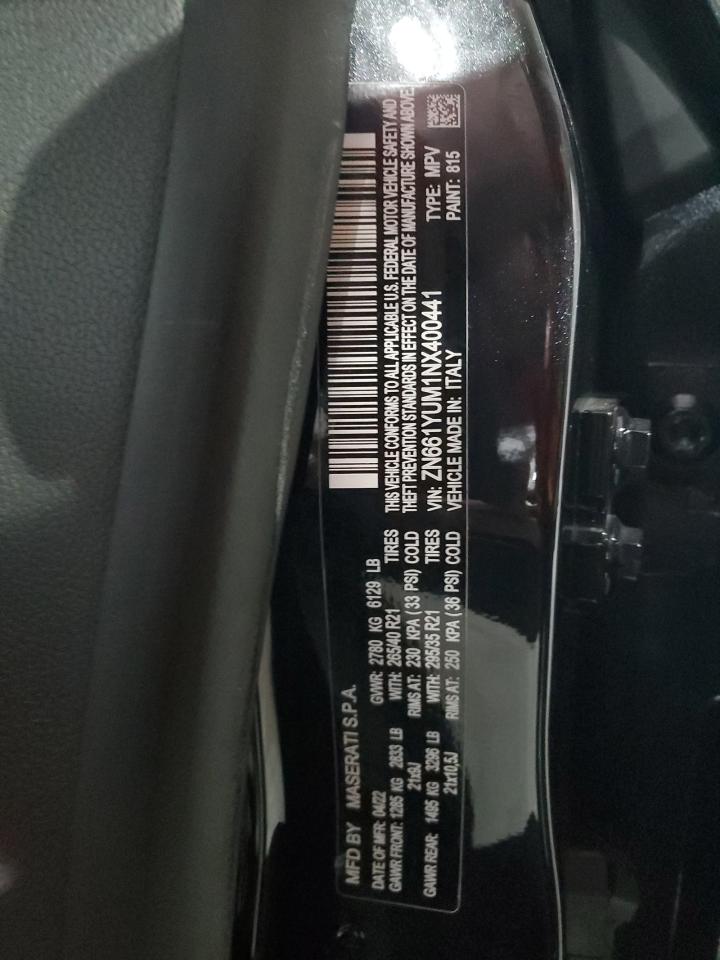 MFD BY MASERATI S.P.A.
DATE OF MFR: 04/22 GVWR: 2780 KG 6129 LB
GAWR FRONT: 1285 KG 2833 LB WITH: 265/40 R21 TIRES
21x9J RIMS AT: 230 KPA (33 PSI) COLD
GAWR REAR: 1495 KG 3296 LB WITH: 295/35 R21 TIRES
21x10,5J RIMS AT: 250 KPA (36 PSI) COLD
THIS VEHICLE CONFORMS TO ALL APPLICABLE U.S. FEDERAL MOTOR VEHICLE SAFETY AND
THEFT PREVENTION STANDARDS IN EFFECT ON THE DATE OF MANUFACTURE SHOWN ABOVE.
VIN: ZN661YUM1NX400441 TYPE: MPV
VEHICLE MADE IN: ITALY PAINT: 815